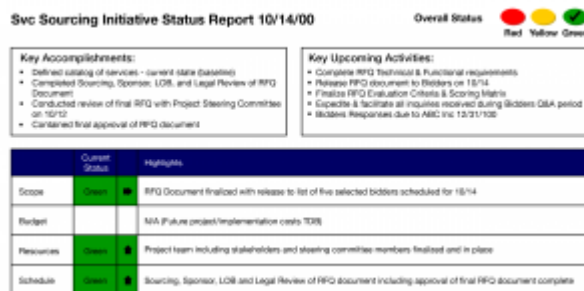 Svc Sourcing Initiative Status Report 10/14/00
Overall Status
Red Yellow Green
Key Accomplishments:
• Defined catalog of services - current state (baseline)
• Completed Sourcing, Sponsor, LOB, and Legal Review of RFQ
Document
• Conducted review of final RFQ with Project Steering Committee
on 10/12
• Contained final approval of RFQ document
Key Upcoming Activities:
• Complete RFQ Technical & Functional requirements
• Release RFQ document to Bidders on 10/14
• Finalize RFQ Evaluation Criteria & Scoring Matrix
• Expedite & facilitate all inquiries received during Bidders Q&A period
• Bidders Responses due to ABC Inc 12/31/100
Current
Status
Highlights
Scope Green RFQ Document finalized with release to list of five selected bidders scheduled for 10/14
Budget N/A (Future project/implementation costs TDB)
Resources Green Project team including stakeholders and steering committee members finalized and in place
Schedule Green Sourcing, Sponsor, LOB and Legal Review of RFQ document including approval of final RFQ document complete